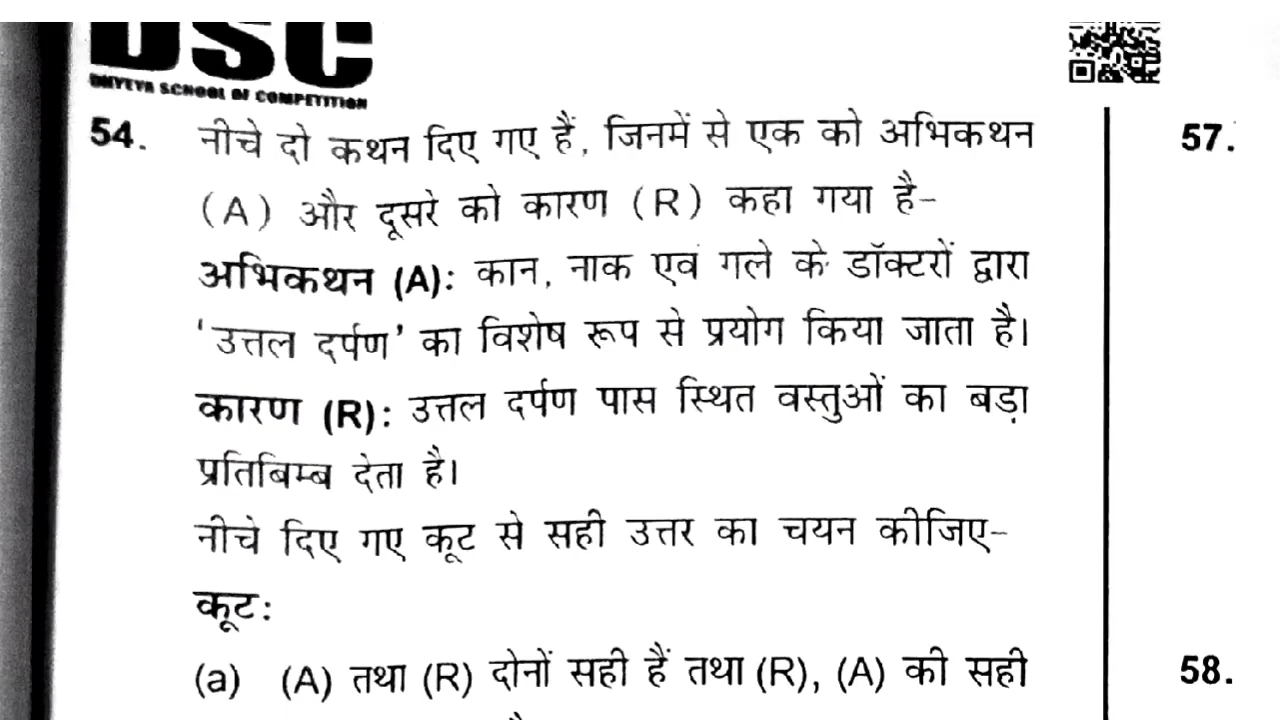 DSC
DHYEYA SCHOOL OF COMPETITION
54. नीचे दो कथन दिए गए हैं, जिनमें से एक को अभिकथन
(A) और दूसरे को कारण (R) कहा गया है-
अभिकथन (A): कान, नाक एवं गले के डॉक्टरों द्वारा
'उत्तल दर्पण' का विशेष रूप से प्रयोग किया जाता है।
कारण (R): उत्तल दर्पण पास स्थित वस्तुओं का बड़ा
प्रतिबिम्ब देता है।
नीचे दिए गए कूट से सही उत्तर का चयन कीजिए-
कूट:
(a) (A) तथा (R) दोनों सही हैं तथा (R), (A) की सही
57.
58.